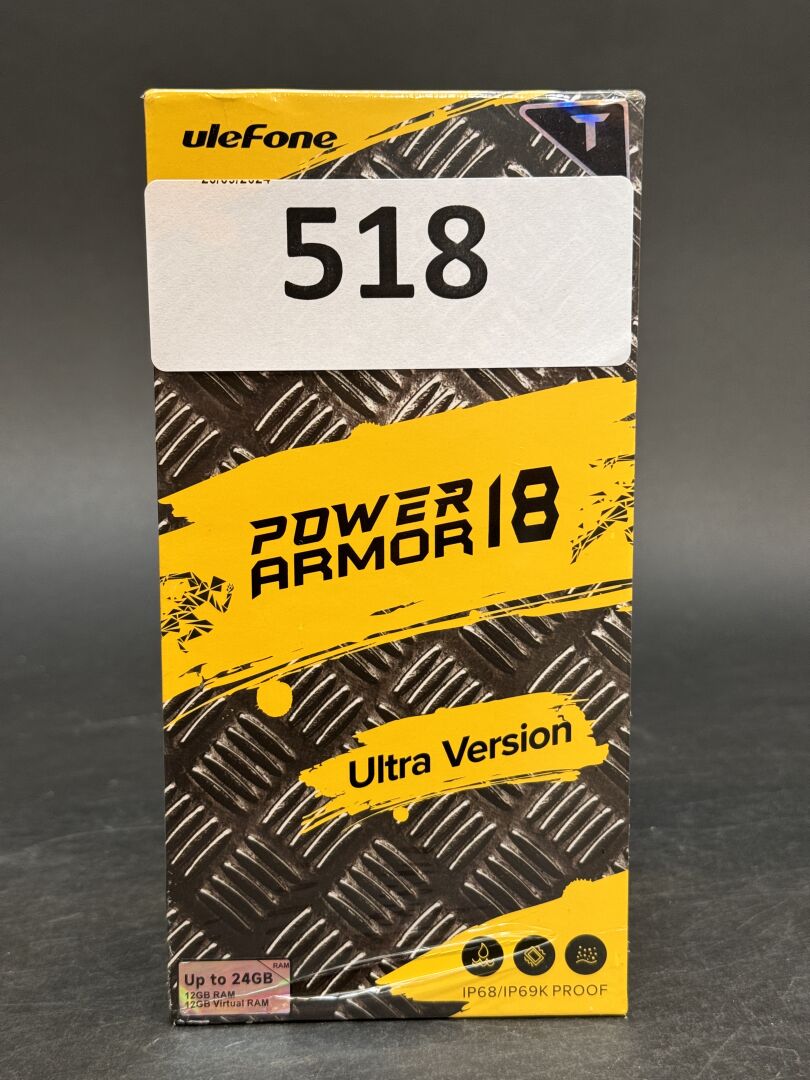 uleFone
T
518
POWER
ARMOR 18
Ultra Version
RAM
Up to 24GB
12GB RAM
12GB Virtual RAM
IP68/IP69K PROOF